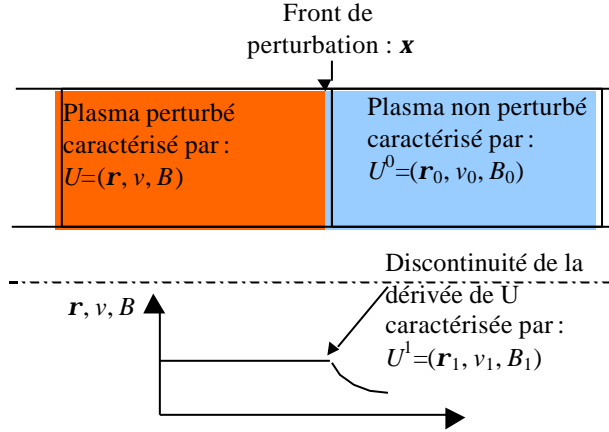 Front de
perturbation : x
Plasma perturbé
caractérisé par :
U=(r, v, B)
Plasma non perturbé
caractérisé par :
U⁰=(r₀, v₀, B₀)
Discontinuité de la
dérivée de U
caractérisée par :
U¹=(r₁, v₁, B₁)
r, v, B